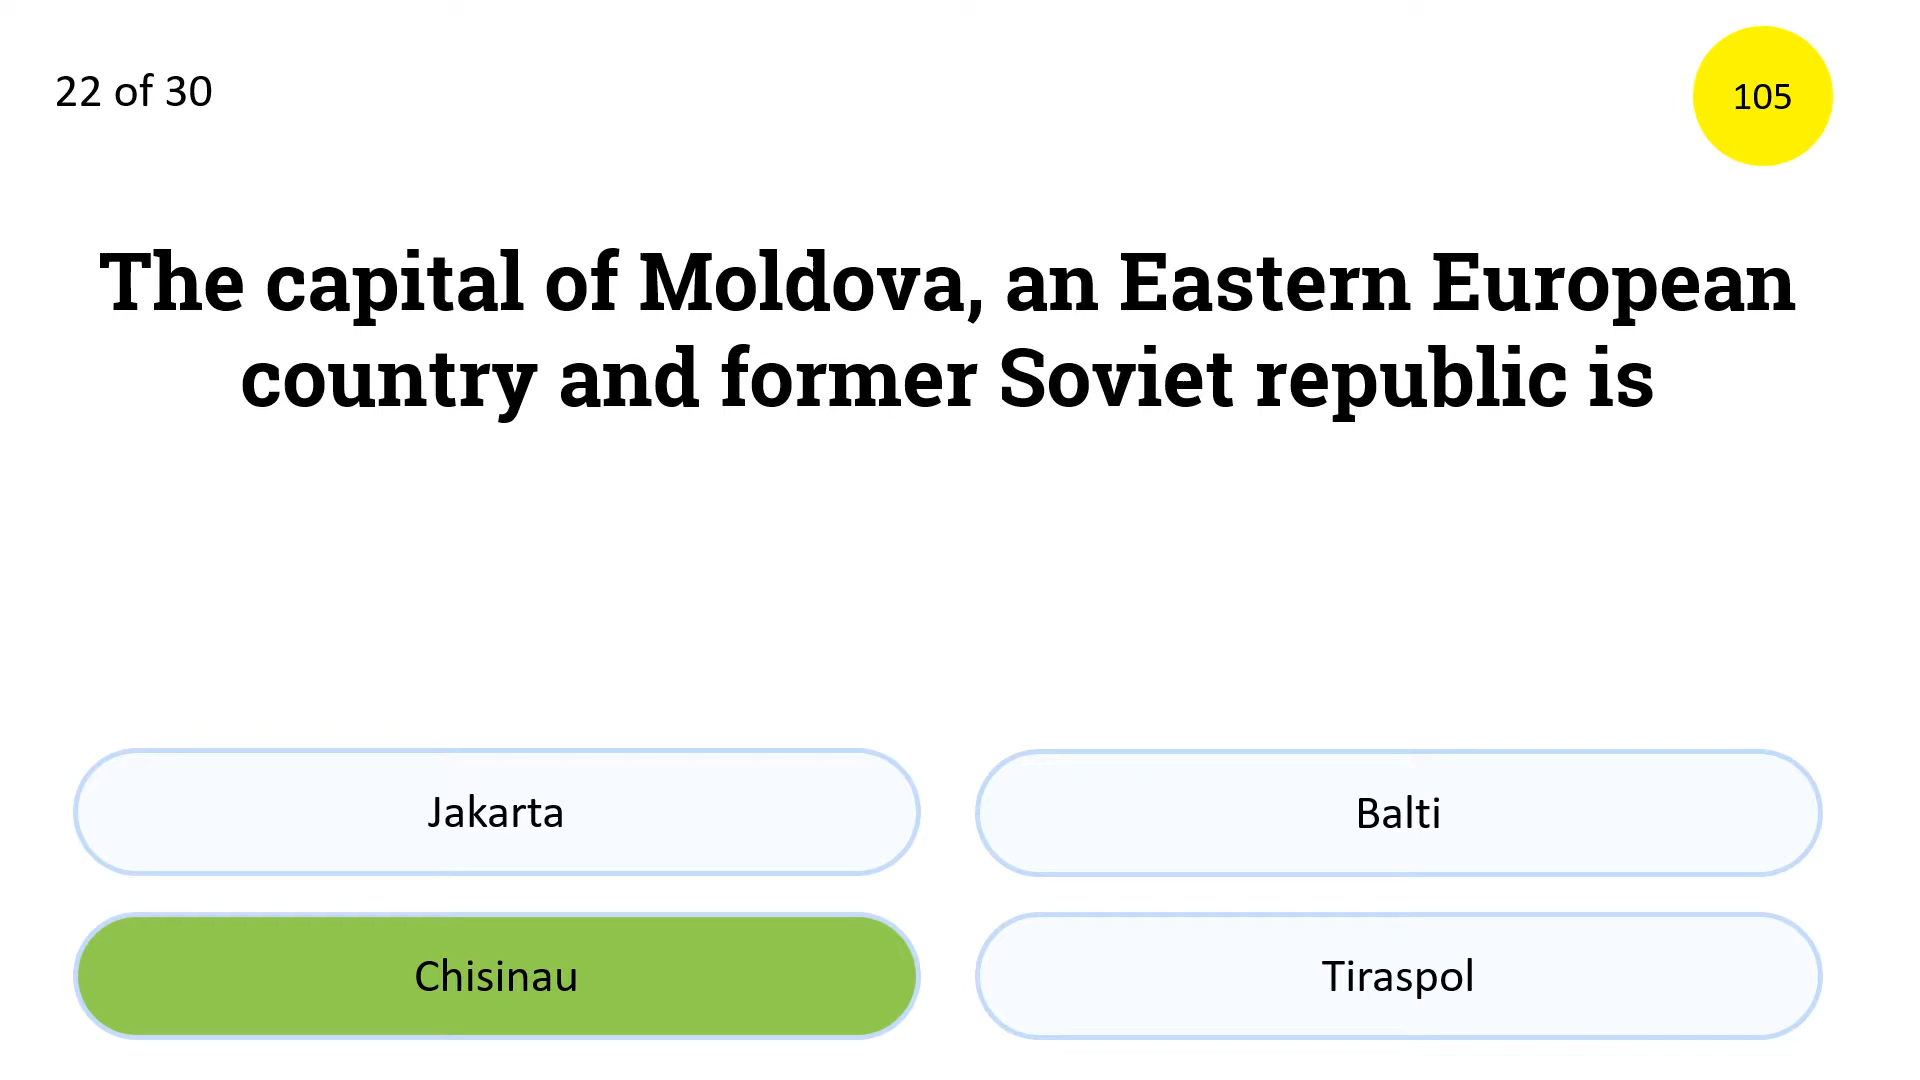 22 of 30
105
The capital of Moldova, an Eastern European
country and former Soviet republic is
Jakarta
Balti
Chisinau
Tiraspol